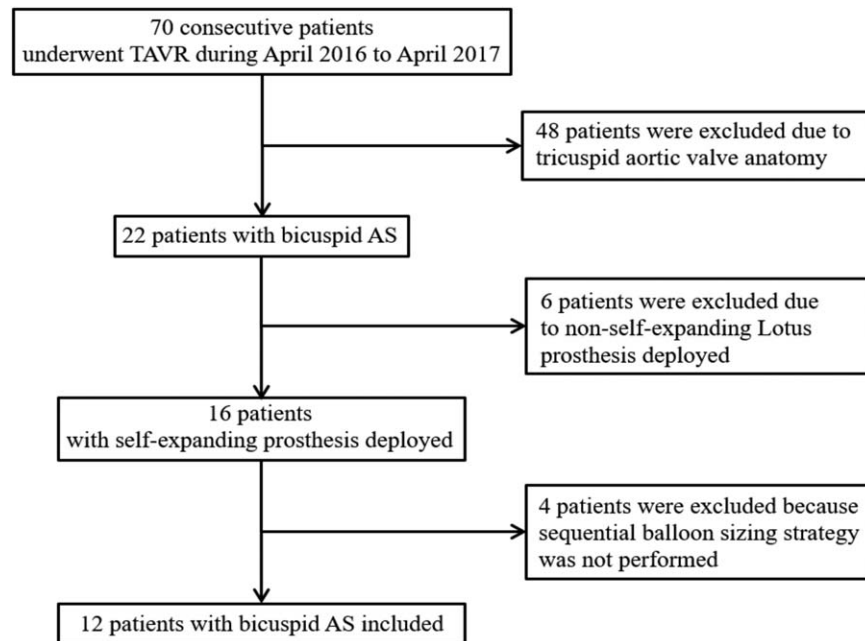 70 consecutive patients
underwent TAVR during April 2016 to April 2017
48 patients were excluded due to
tricuspid aortic valve anatomy
22 patients with bicuspid AS
6 patients were excluded due
to non-self-expanding Lotus
prosthesis deployed
16 patients
with self-expanding prosthesis deployed
4 patients were excluded because
sequential balloon sizing strategy
was not performed
12 patients with bicuspid AS included